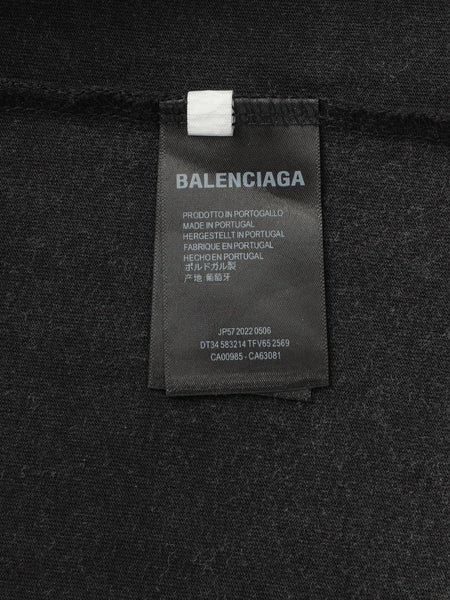 BALENCIAGA
PRODOTTO IN PORTOGALLO
MADE IN PORTUGAL
HERGESTELLT IN PORTUGAL
FABRIQUE EN PORTUGAL
HECHO EN PORTUGAL
ポルトガル製
产地:葡萄牙
JP57 2022 0506
DT34 583214 TFV65 2569
CA00985 - CA63081